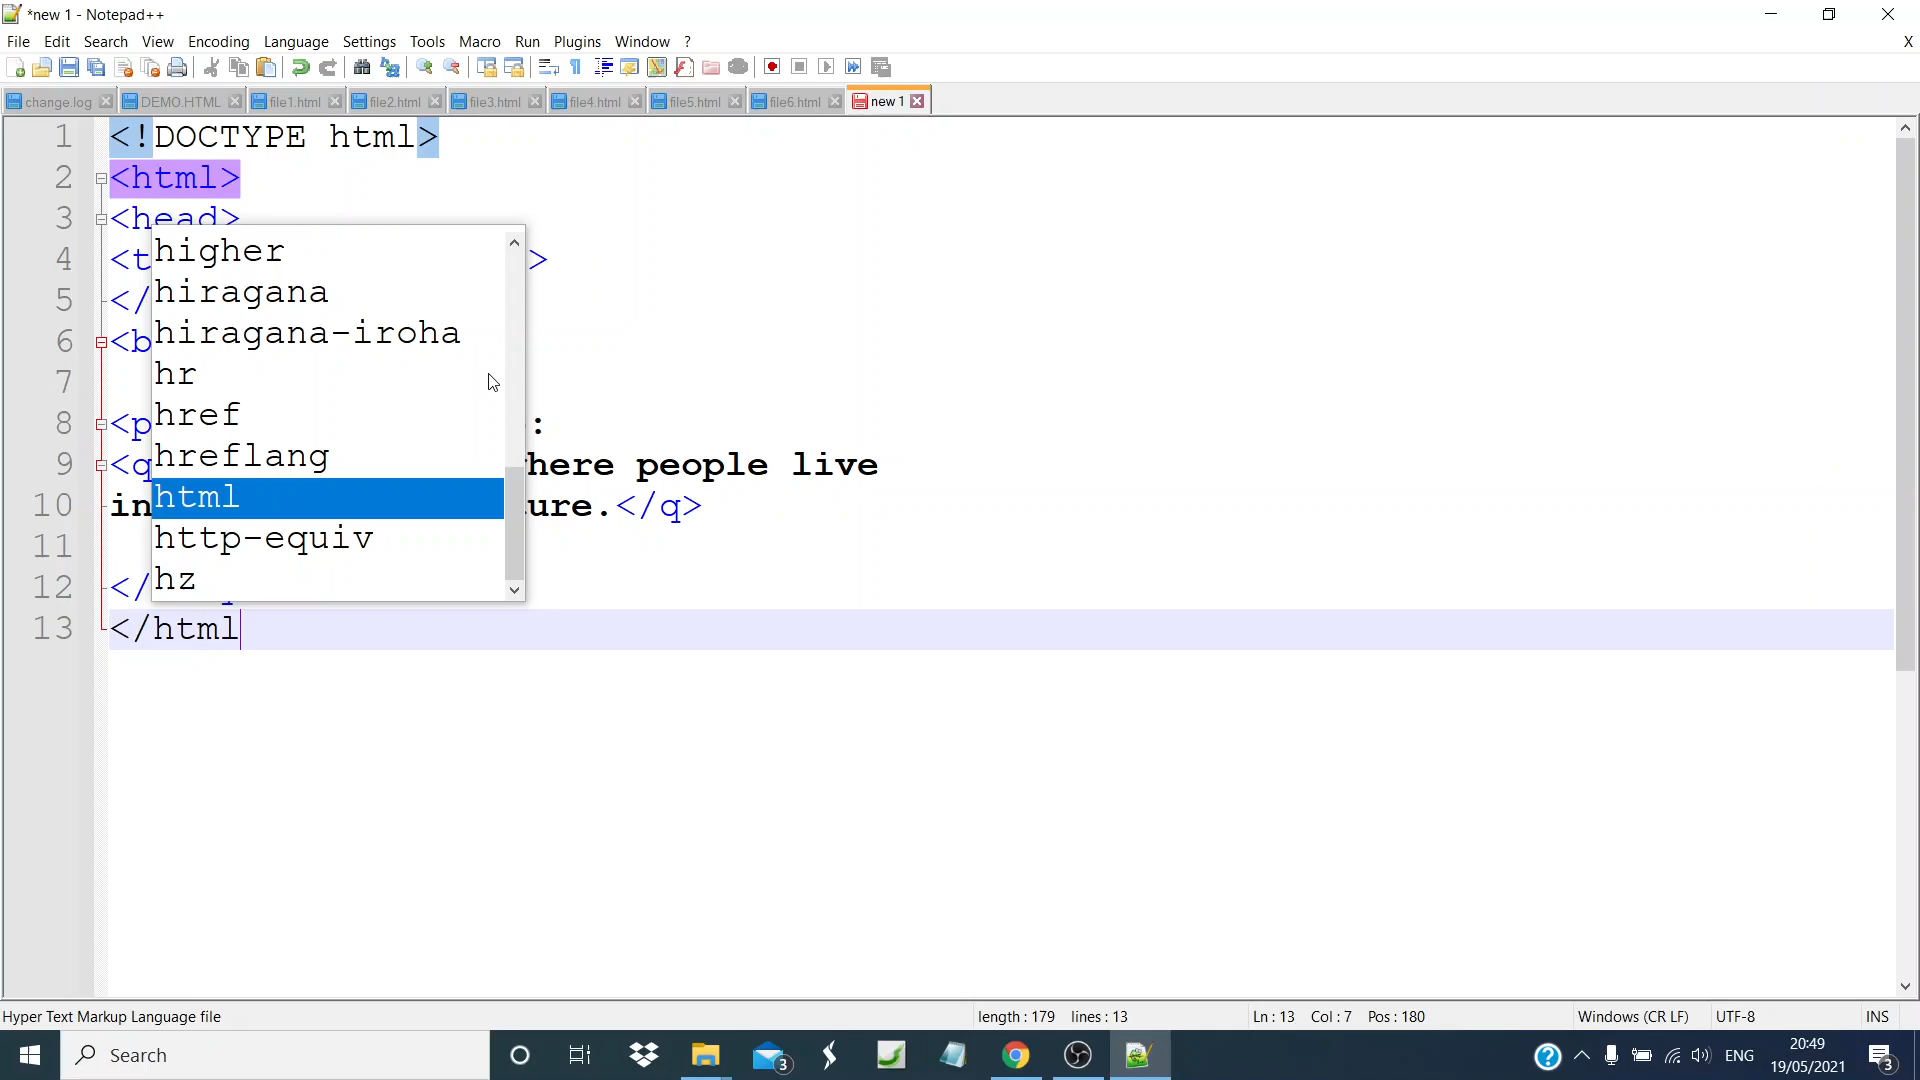 *new 1 - Notepad++
File Edit Search View Encoding Language Settings Tools Macro Run Plugins Window ? X
change.log DEMO.HTML file1.html file2.html file3.html file4.html file5.html file6.html new 1
1 <!DOCTYPE html>
2 <html>
3 <head>
4 <t >
5 </
6 <b
7
8 <p :
9 <q here people live
10 in ure.</q>
11
12 </
13 </html
higher
hiragana
hiragana-iroha
hr
href
hreflang
html
http-equiv
hz
Hyper Text Markup Language file length : 179 lines : 13 Ln : 13 Col : 7 Pos : 180 Windows (CR LF) UTF-8 INS
Search 3 ENG 20:49
19/05/2021 3